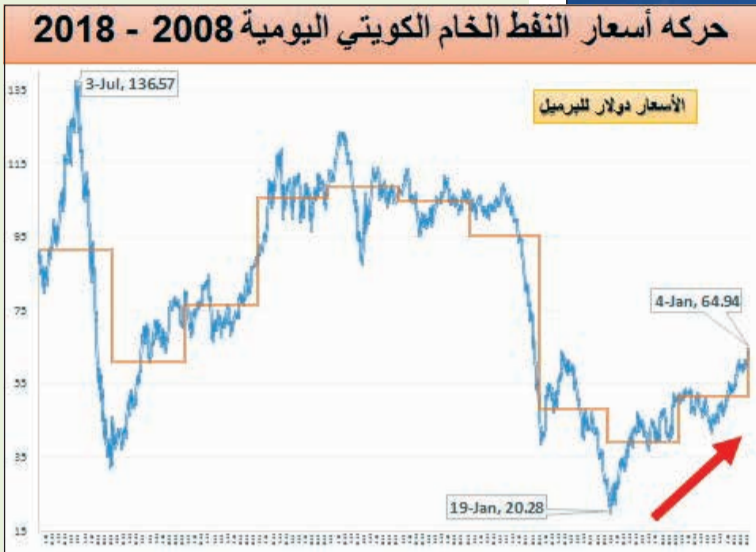 حركه أسعار النفط الخام الكويتي اليومية 2008 - 2018
135
3-Jul, 136.57
الأسعار دولار للبرميل
115
95
75
4-Jan, 64.94
55
35
19-Jan, 20.28
15